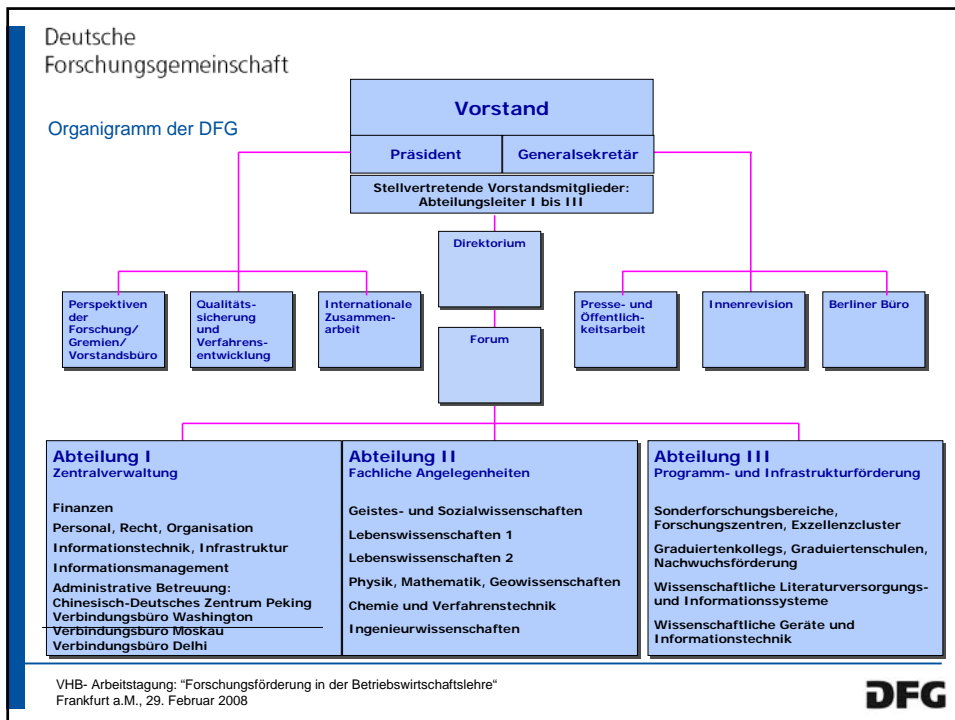 Deutsche
Forschungsgemeinschaft
Organigramm der DFG
Vorstand
Präsident
Generalsekretär
Stellvertretende Vorstandsmitglieder:
Abteilungsleiter I bis III
Direktorium
Perspektiven
der
Forschung/
Gremien/
Vorstandsbüro
Qualitäts-
sicherung
und
Verfahrens-
entwicklung
Internationale
Zusammen-
arbeit
Forum
Presse- und
Öffentlich-
keitsarbeit
Innenrevision
Berliner Büro
Abteilung I
Zentralverwaltung
Finanzen
Personal, Recht, Organisation
Informationstechnik, Infrastruktur
Informationsmanagement
Administrative Betreuung:
Chinesisch-Deutsches Zentrum Peking
Verbindungsbüro Washington
Verbindungsbüro Moskau
Verbindungsbüro Delhi
Abteilung II
Fachliche Angelegenheiten
Geistes- und Sozialwissenschaften
Lebenswissenschaften 1
Lebenswissenschaften 2
Physik, Mathematik, Geowissenschaften
Chemie und Verfahrenstechnik
Ingenieurwissenschaften
Abteilung III
Programm- und Infrastrukturförderung
Sonderforschungsbereiche,
Forschungszentren, Exzellenzcluster
Graduiertenkollegs, Graduiertenschulen,
Nachwuchsförderung
Wissenschaftliche Literaturversorgungs-
und Informationssysteme
Wissenschaftliche Geräte und
Informationstechnik
VHB- Arbeitstagung: "Forschungsförderung in der Betriebswirtschaftslehre"
Frankfurt a.M., 29. Februar 2008
DFG